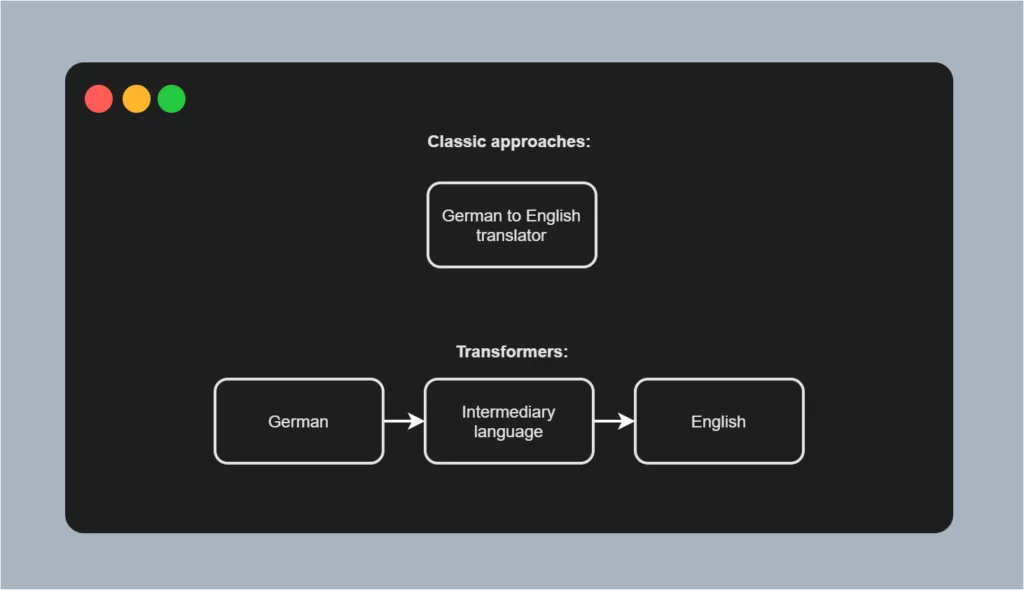 Classic approaches:
German to English
translator
Transformers:
German
Intermediary
language
English